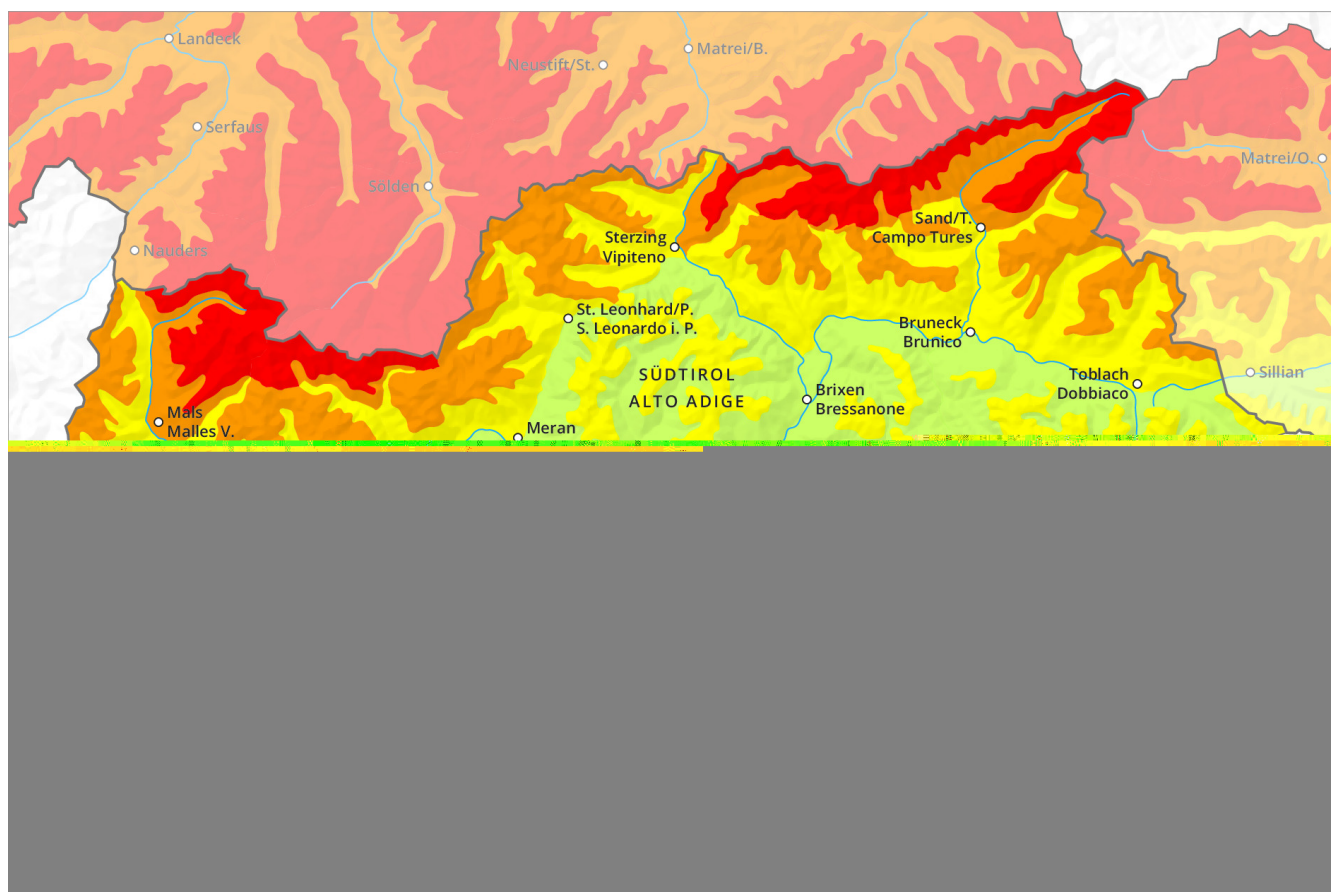 Landeck
Matrei/B.
Neustift/St.
Serfaus
Matrei/O.
Sölden
Sand/T.
Campo Tures
Sterzing
Vipiteno
Nauders
St. Leonhard/P.
S. Leonardo i. P.
Bruneck
Brunico
SÜDTIROL
ALTO ADIGE
Toblach
Dobbiaco
Sillian
Brixen
Bressanone
Mals
Malles V.
Meran